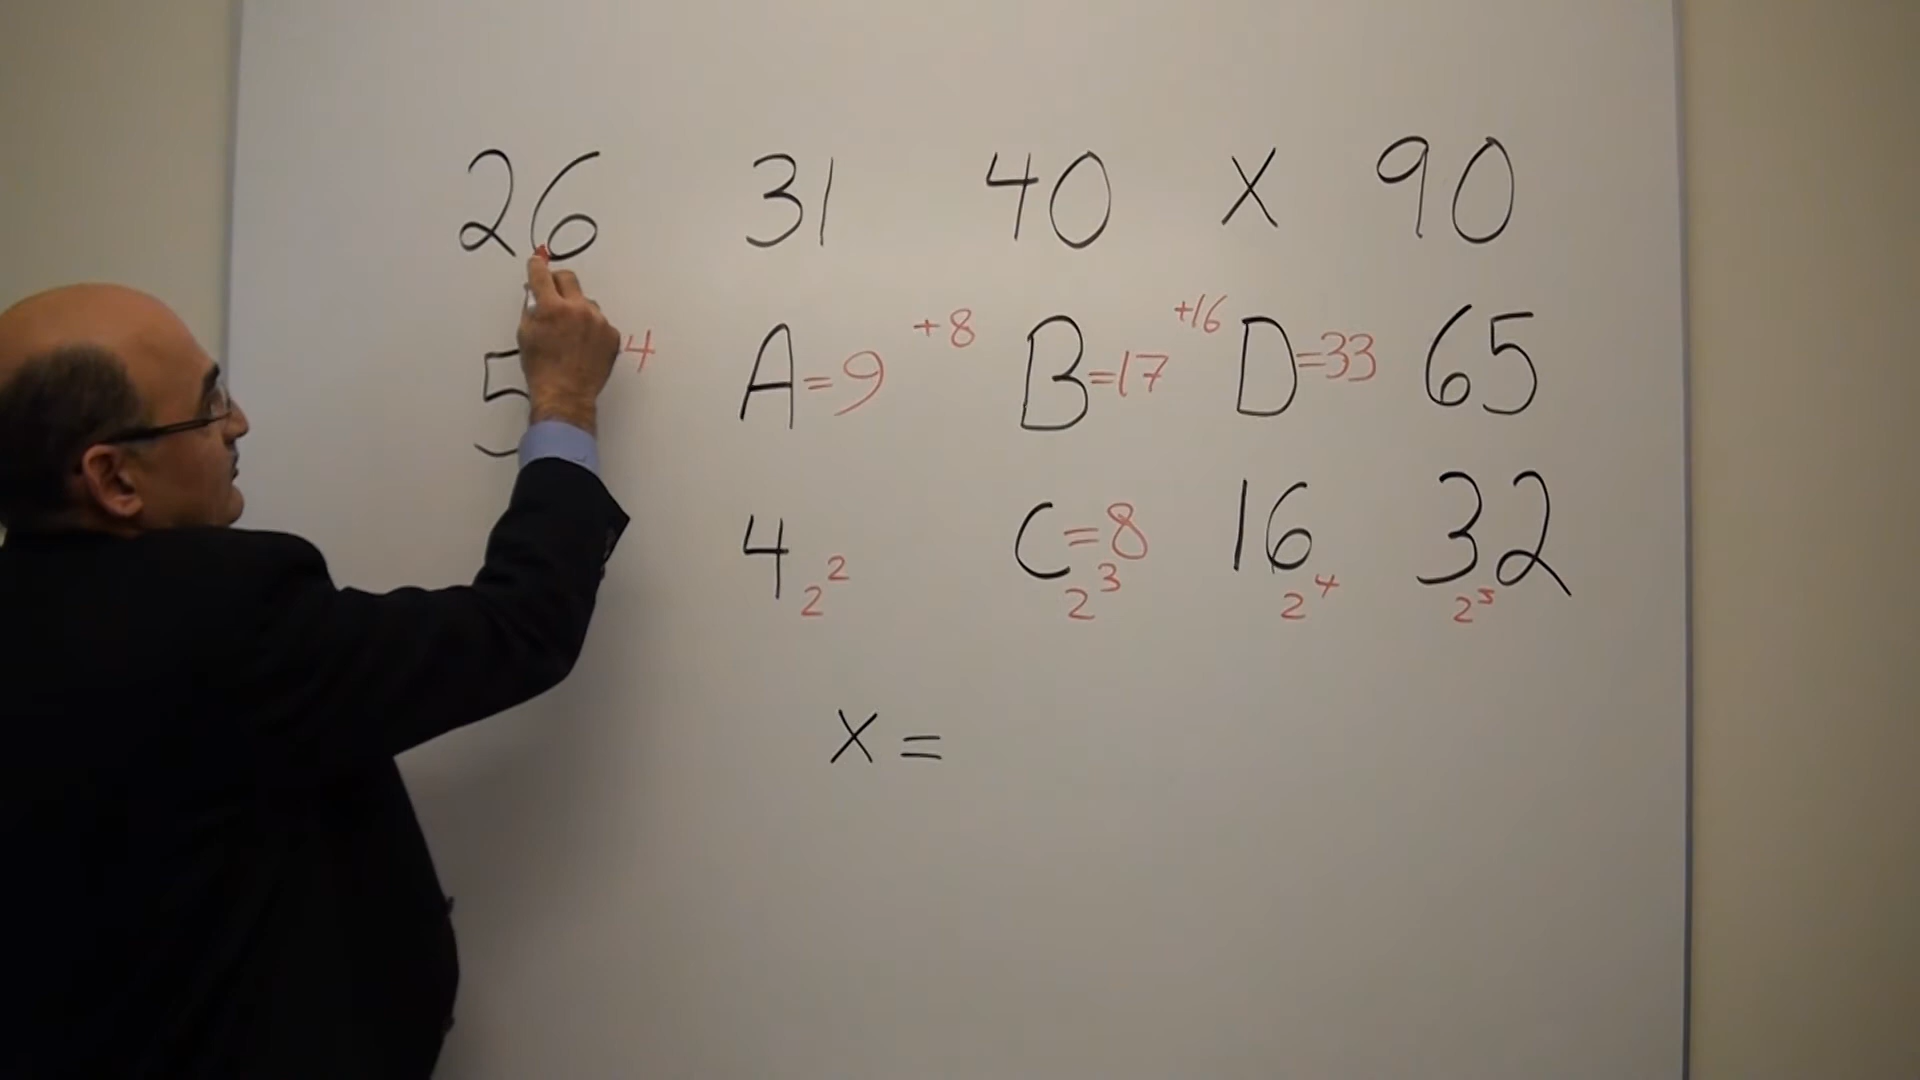 26 31 40 X 90
+16
5 4 A=9 +8 B=17 D=33 65
4 2² C=8 2³ 16 2⁴ 32 2⁵
X =